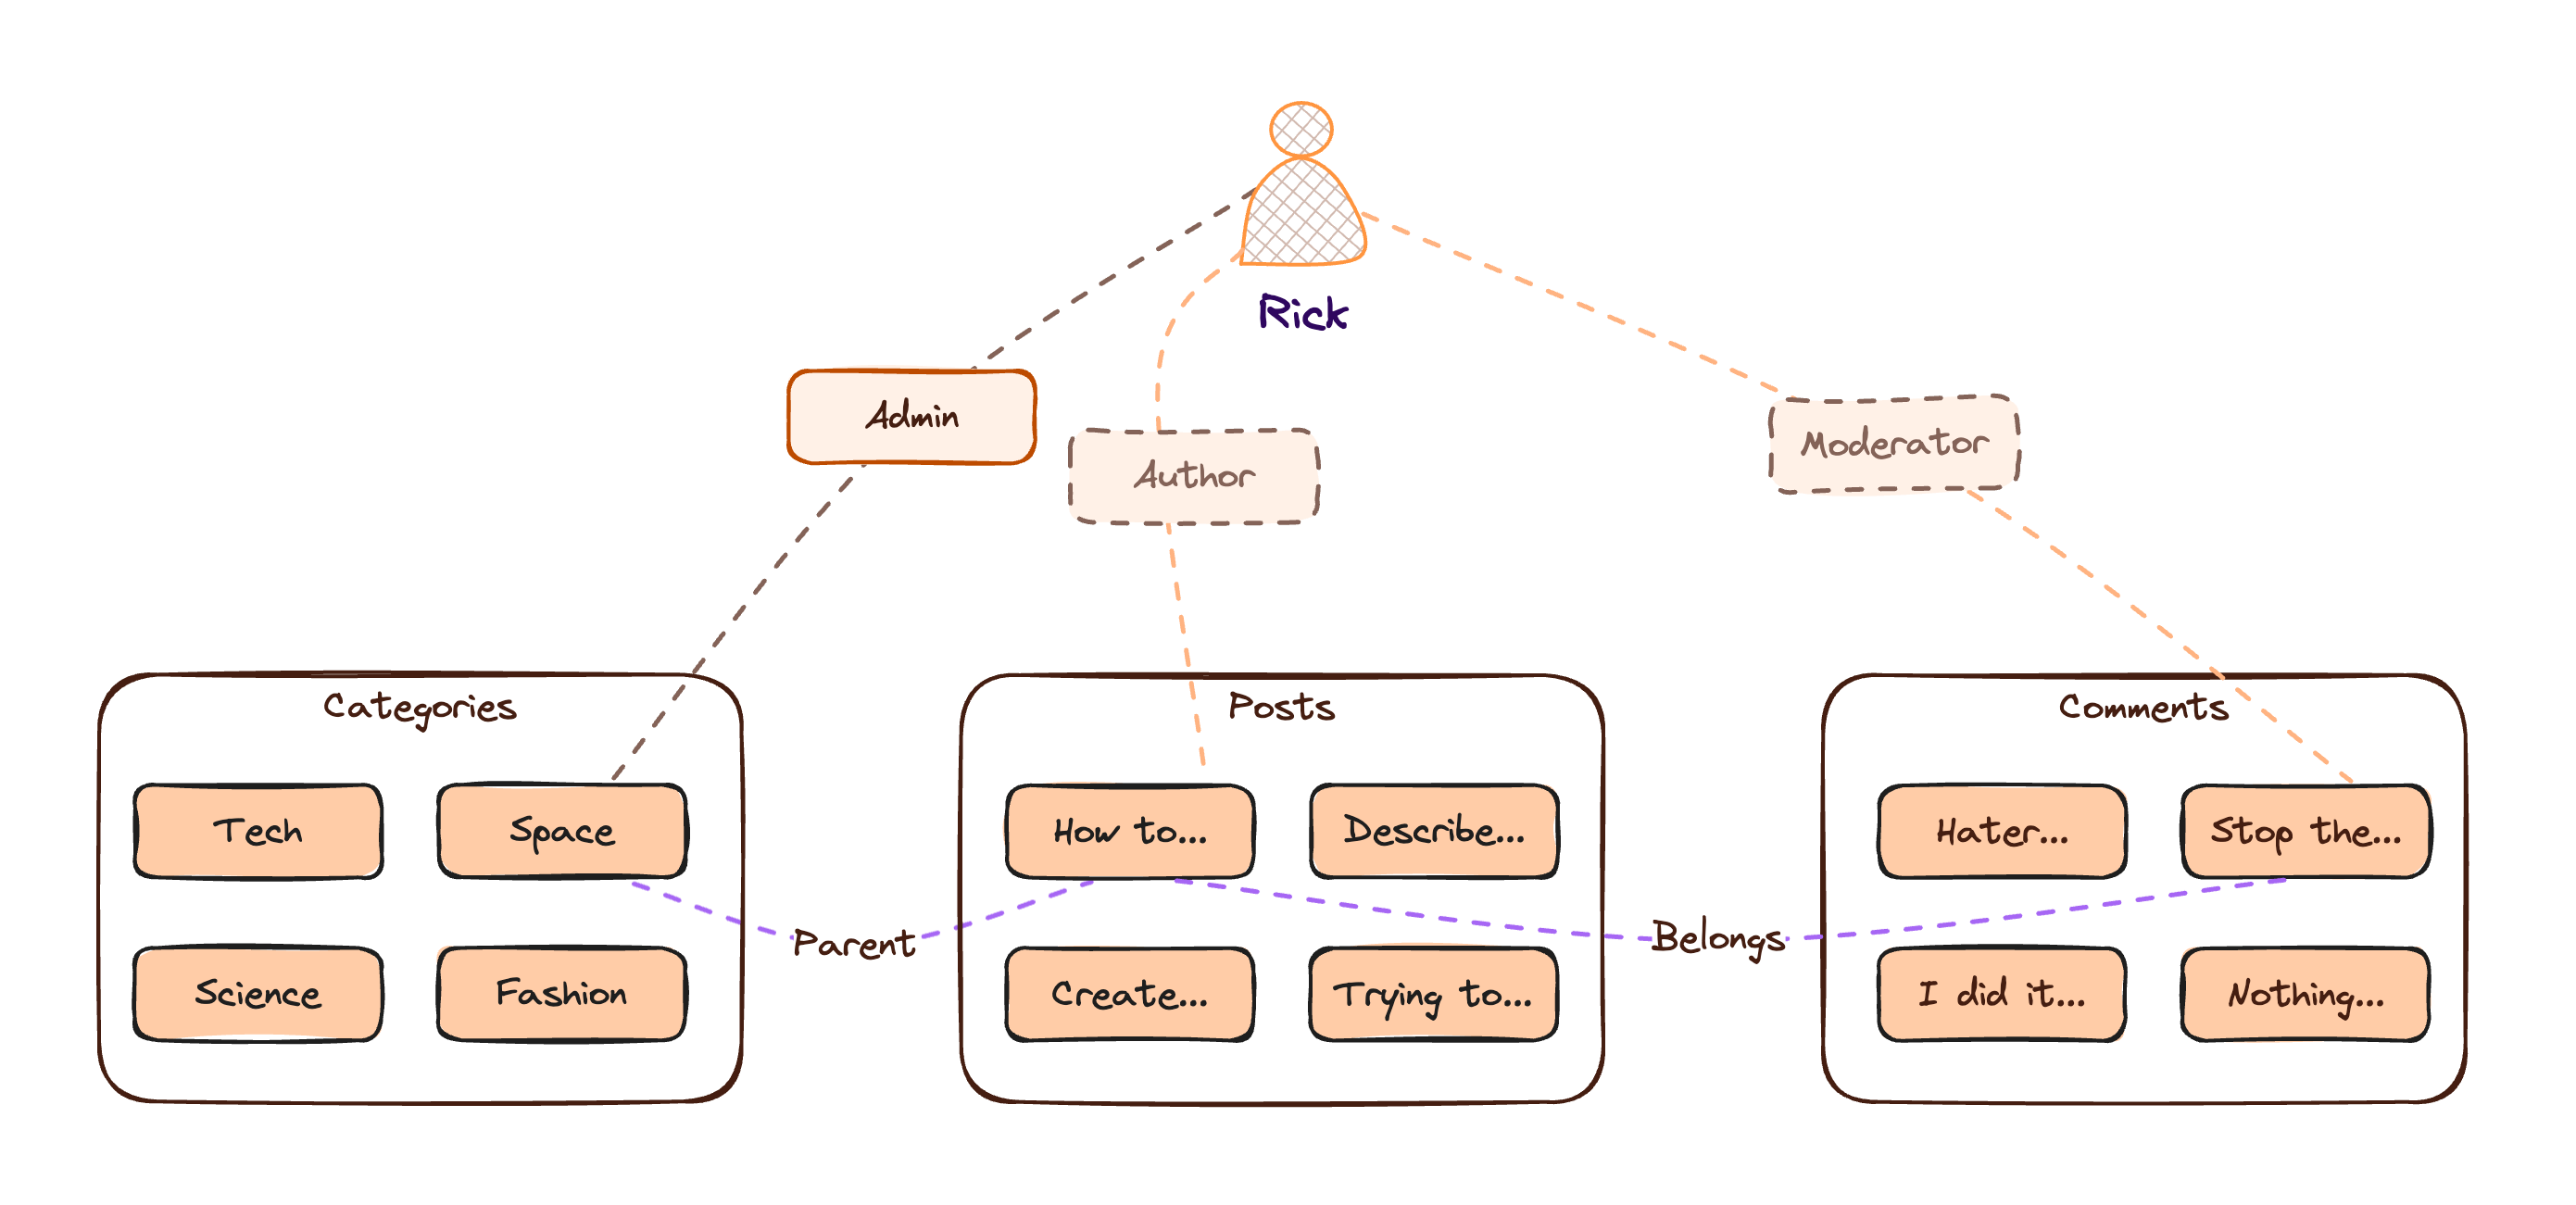 Rick
Admin
Author
Moderator
Categories
Tech
Space
Science
Fashion
Parent
Posts
How to...
Describe...
Create...
Trying to...
Belongs
Comments
Hater...
Stop the...
I did it...
Nothing...